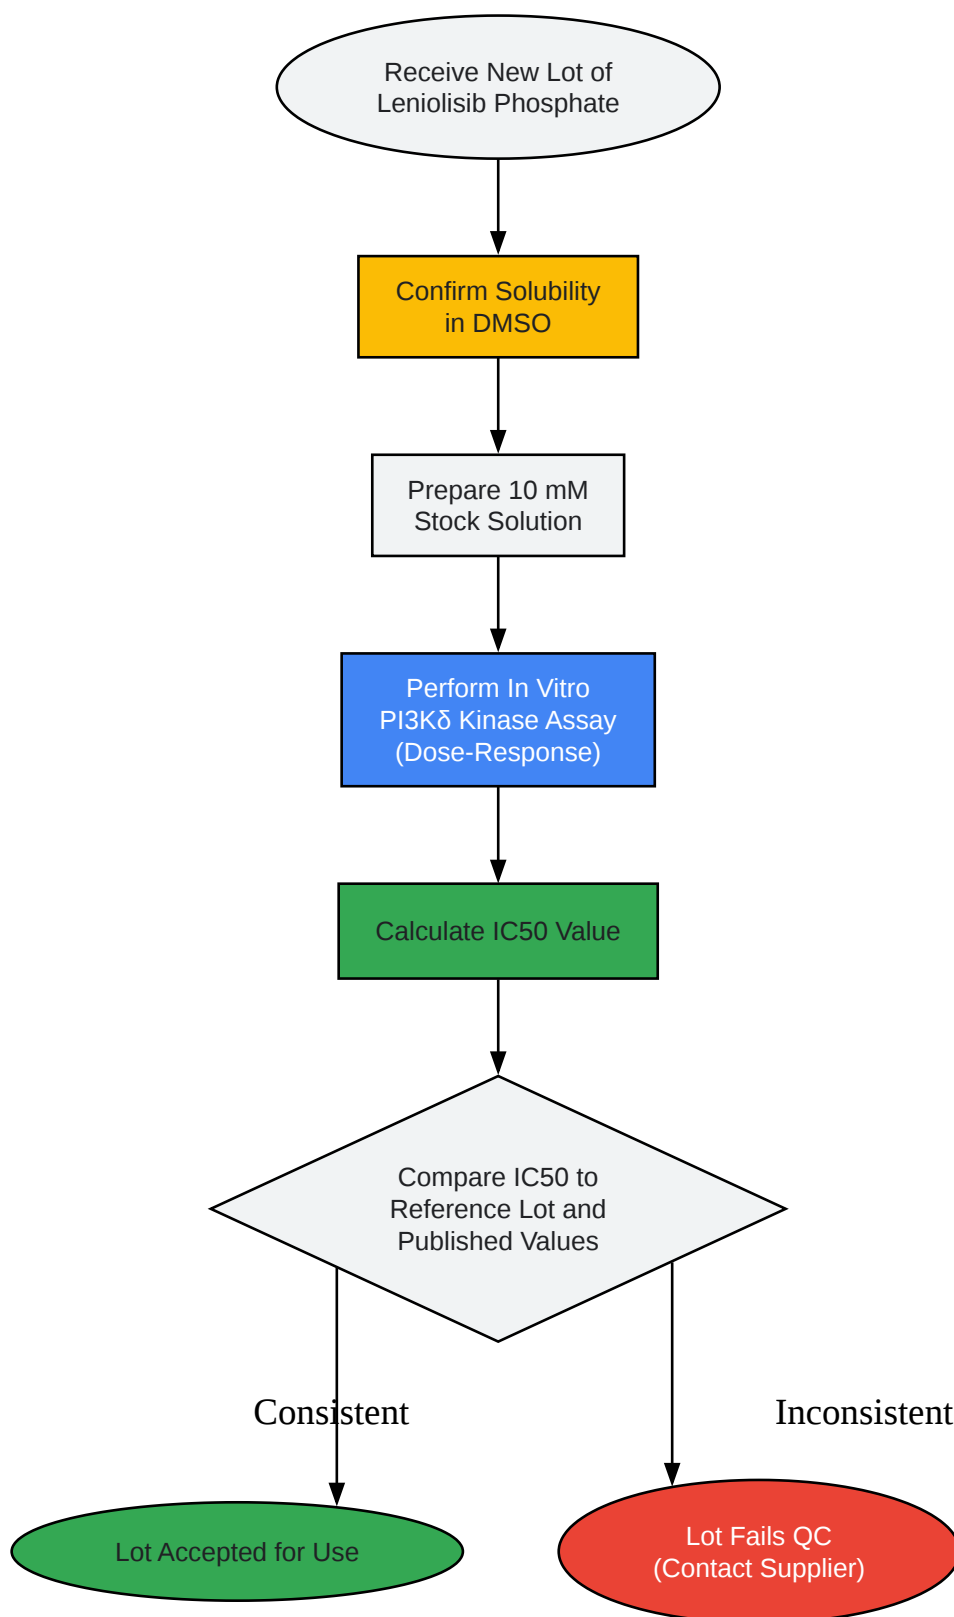 Receive New Lot of
Leniolisib Phosphate
Confirm Solubility
in DMSO
Prepare 10 mM
Stock Solution
Perform In Vitro
PI3Kδ Kinase Assay
(Dose-Response)
Calculate IC50 Value
Compare IC50 to
Reference Lot and
Published Values
Consistent
Inconsistent
Lot Accepted for Use
Lot Fails QC
(Contact Supplier)